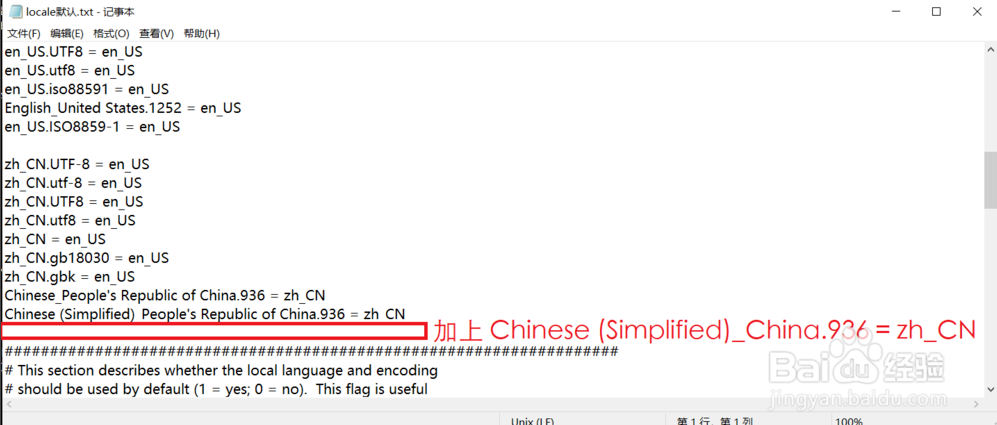 locale默认.txt - 记事本
文件(F) 编辑(E) 格式(O) 查看(V) 帮助(H)
en_US.UTF8 = en_US
en_US.utf8 = en_US
en_US.iso88591 = en_US
English_United States.1252 = en_US
en_US.ISO8859-1 = en_US
zh_CN.UTF-8 = en_US
zh_CN.utf-8 = en_US
zh_CN.UTF8 = en_US
zh_CN.utf8 = en_US
zh_CN = en_US
zh_CN.gb18030 = en_US
zh_CN.gbk = en_US
Chinese_People's Republic of China.936 = zh_CN
Chinese (Simplified)_People's Republic of China.936 = zh_CN
加上 Chinese (Simplified)_China.936 = zh_CN
####################################################################
# This section describes whether the local language and encoding
# should be used by default (1 = yes; 0 = no). This flag is useful
Baidu 经验
jingyan.baidu.com
Unix (LF) 第 1 行，第 1 列 100%